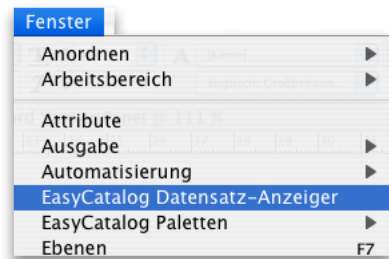 Fenster
Anordnen
Arbeitsbereich
Attribute
Ausgabe
Automatisierung
EasyCatalog Datensatz-Anzeiger
EasyCatalog Paletten
Ebenen F7